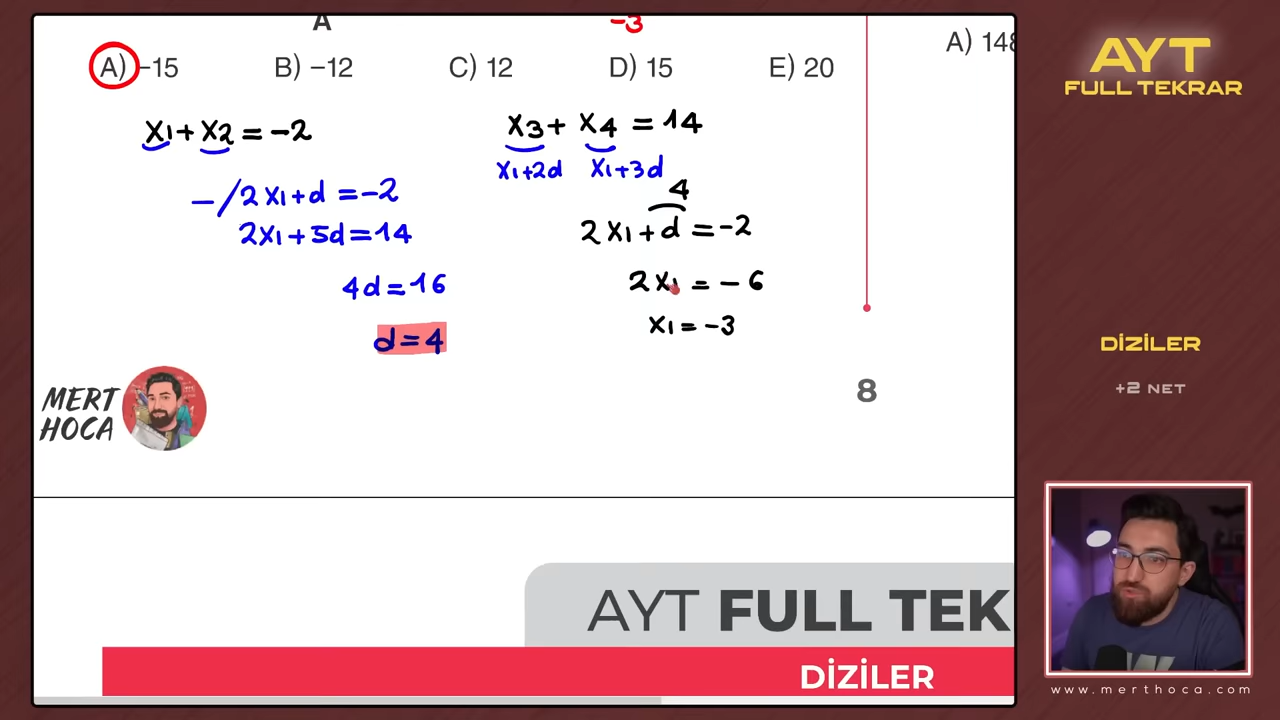 A
-3
A) 148
A) -15 B) -12 C) 12 D) 15 E) 20
x1 + x2 = -2
x3 + x4 = 14
x1+2d x1+3d
-/ 2x1+d = -2
2x1+5d = 14
4d = 16
d = 4
4
2x1 + d = -2
2x1 = -6
x1 = -3
8
MERT
HOCA
AYT FULL TEK
DİZİLER
AYT
FULL TEKRAR
DİZİLER
+2 NET
www.merthoca.com